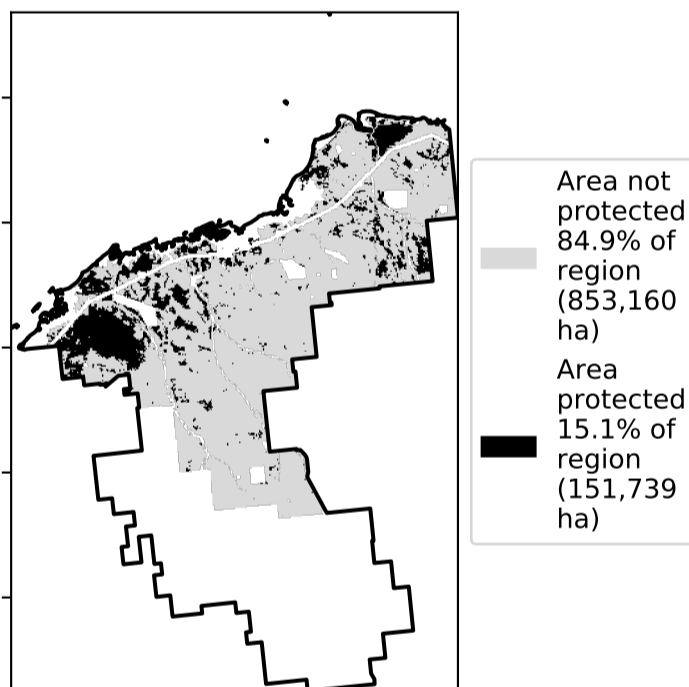 Area not
protected
84.9% of
region
(853,160
ha)
Area
protected
15.1% of
region
(151,739
ha)